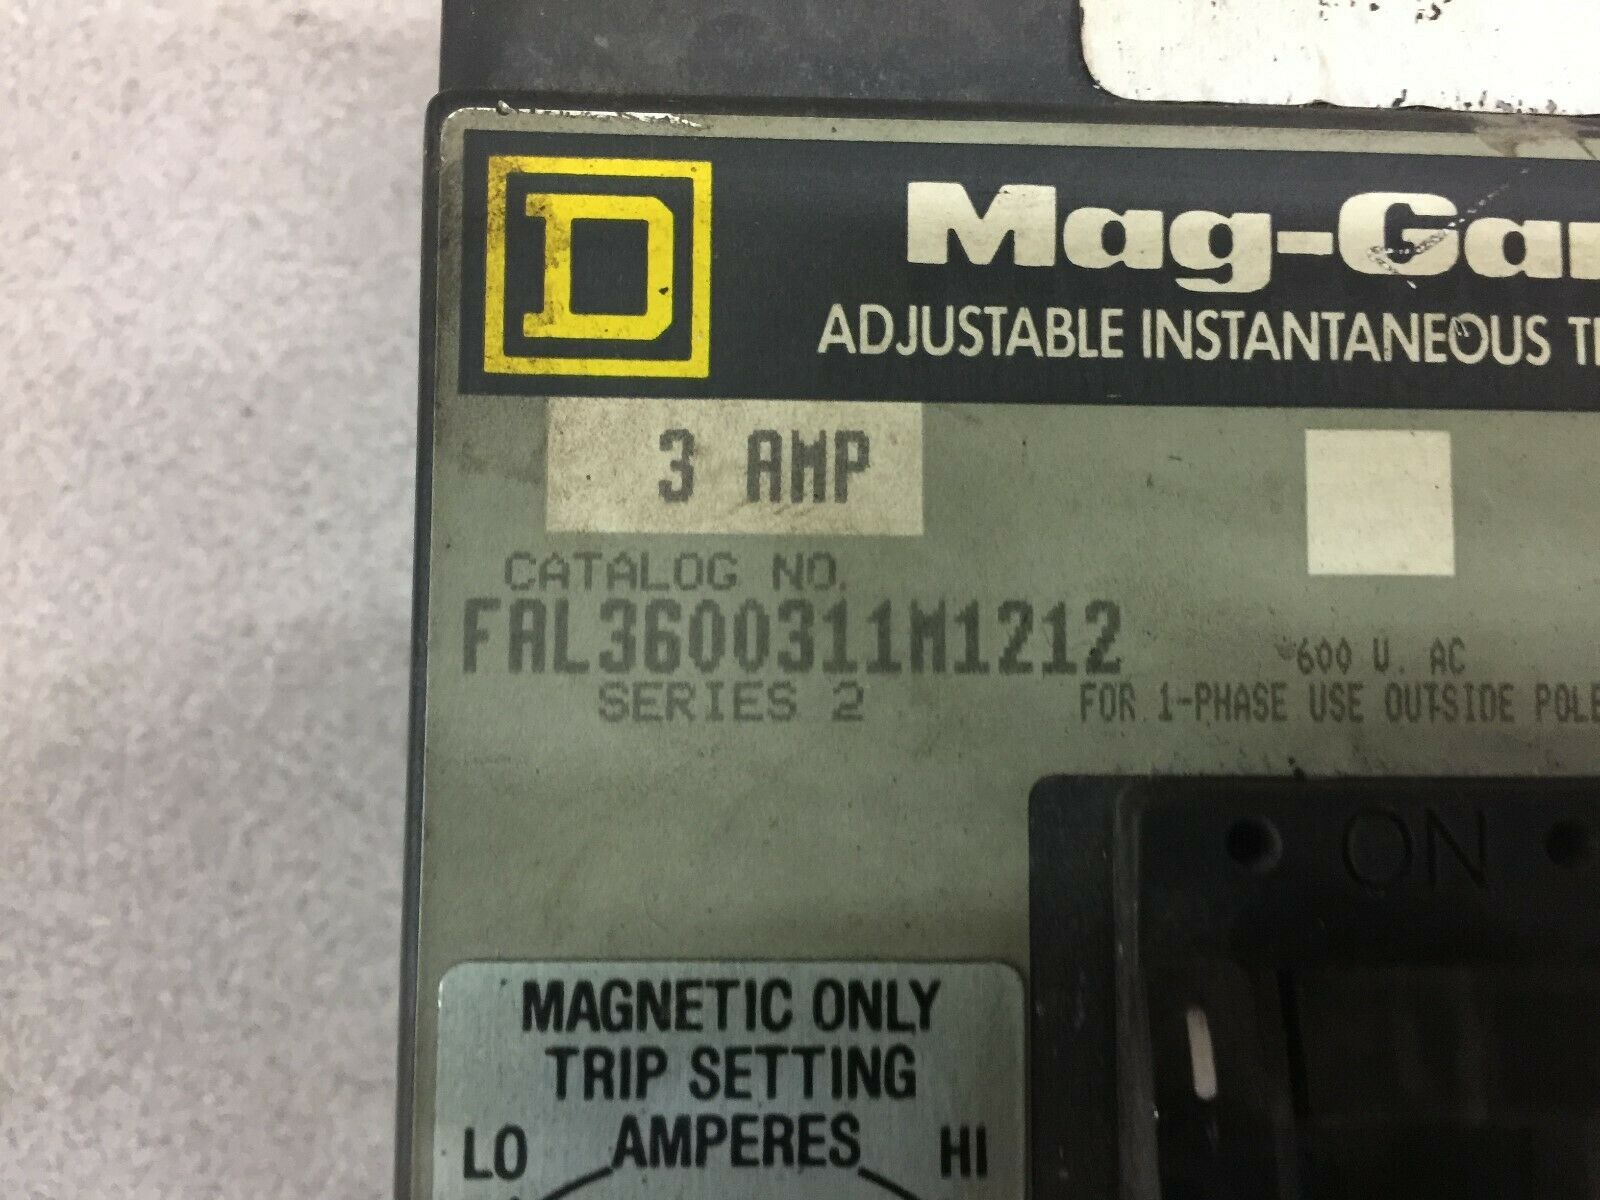 D
Mag-Gar
ADJUSTABLE INSTANTANEOUS
3 AMP
CATALOG NO.
FAL3600311M1212
SERIES 2
600 V. AC
FOR 1-PHASE USE OUTSIDE POLE
ON
MAGNETIC ONLY
TRIP SETTING
AMPERES
LO HI